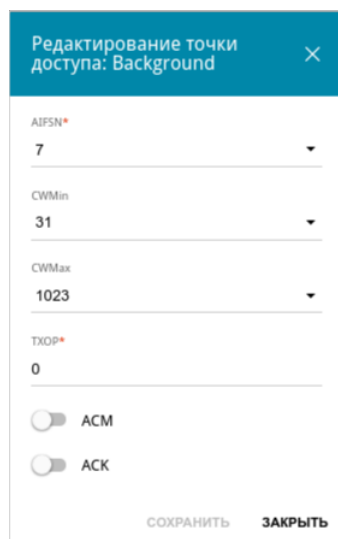 Редактирование точки
доступа: Background
AIFSN*
7
CWMin
31
CWMax
1023
TXOP*
0
ACM
ACK
СОХРАНИТЬ ЗАКРЫТЬ